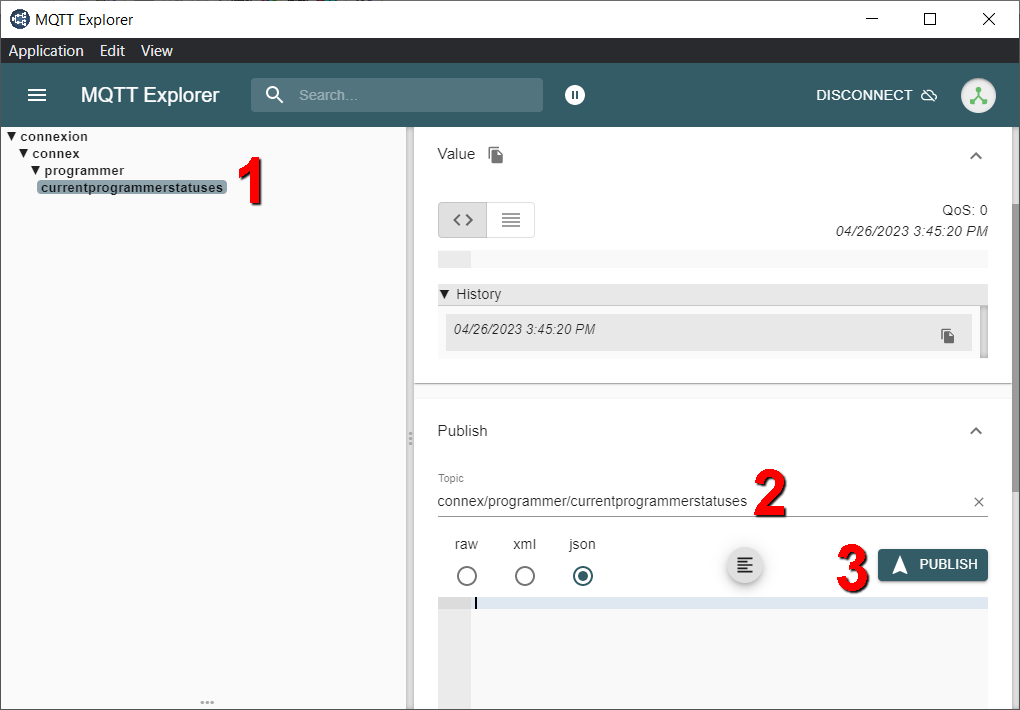 MQTT Explorer
Application Edit View
MQTT Explorer Search... DISCONNECT
▼ connexion
▼ connex
▼ programmer
currentprogrammerstatuses
1
Value
QoS: 0
04/26/2023 3:45:20 PM
▼ History
04/26/2023 3:45:20 PM
Publish
Topic
connex/programmer/currentprogrammerstatuses
2
raw xml json
3
PUBLISH